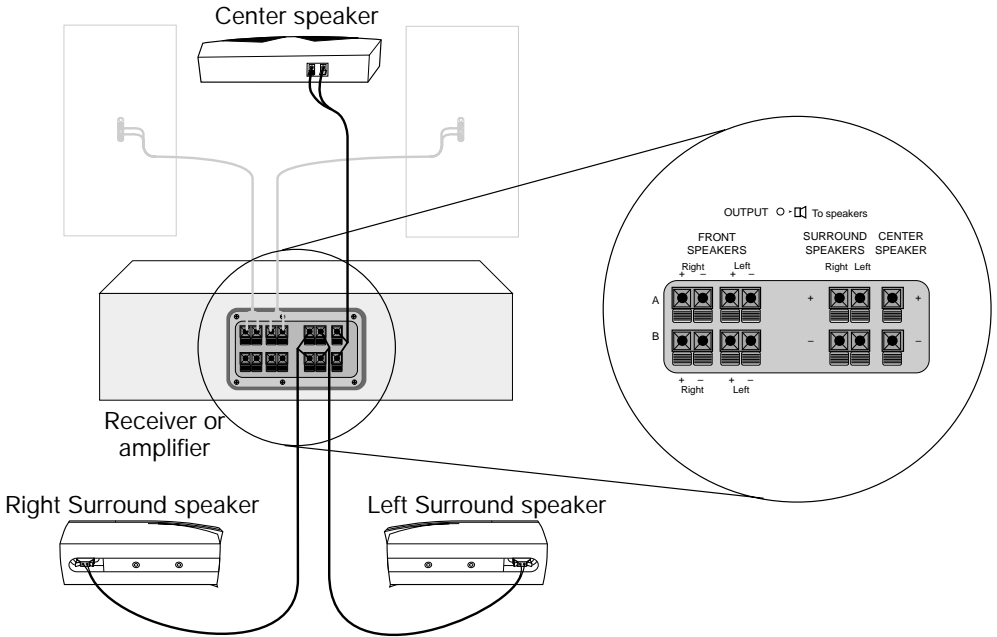 Center speaker
OUTPUT To speakers
FRONT SPEAKERS
SURROUND SPEAKERS
CENTER SPEAKER
Right Left
Right Left
+ – + –
A
+ +
B
– –
+ – + –
Right Left
Receiver or
amplifier
Right Surround speaker
Left Surround speaker